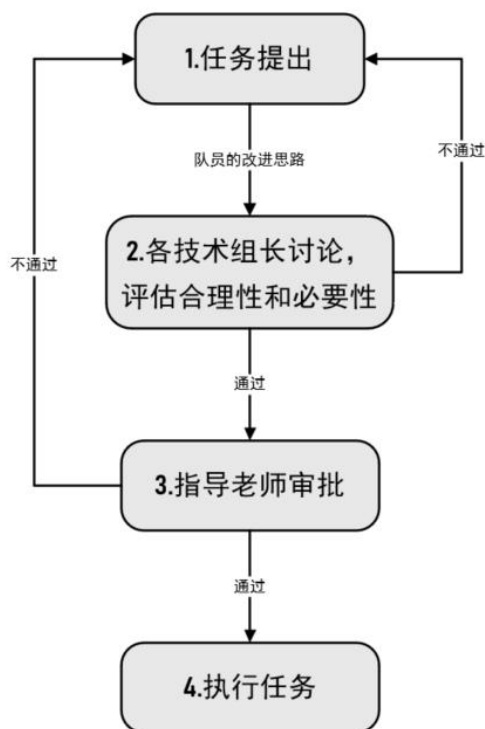 1.任务提出
队员的改进思路
不通过
2.各技术组长讨论，
评估合理性和必要性
不通过
通过
3.指导老师审批
通过
4.执行任务